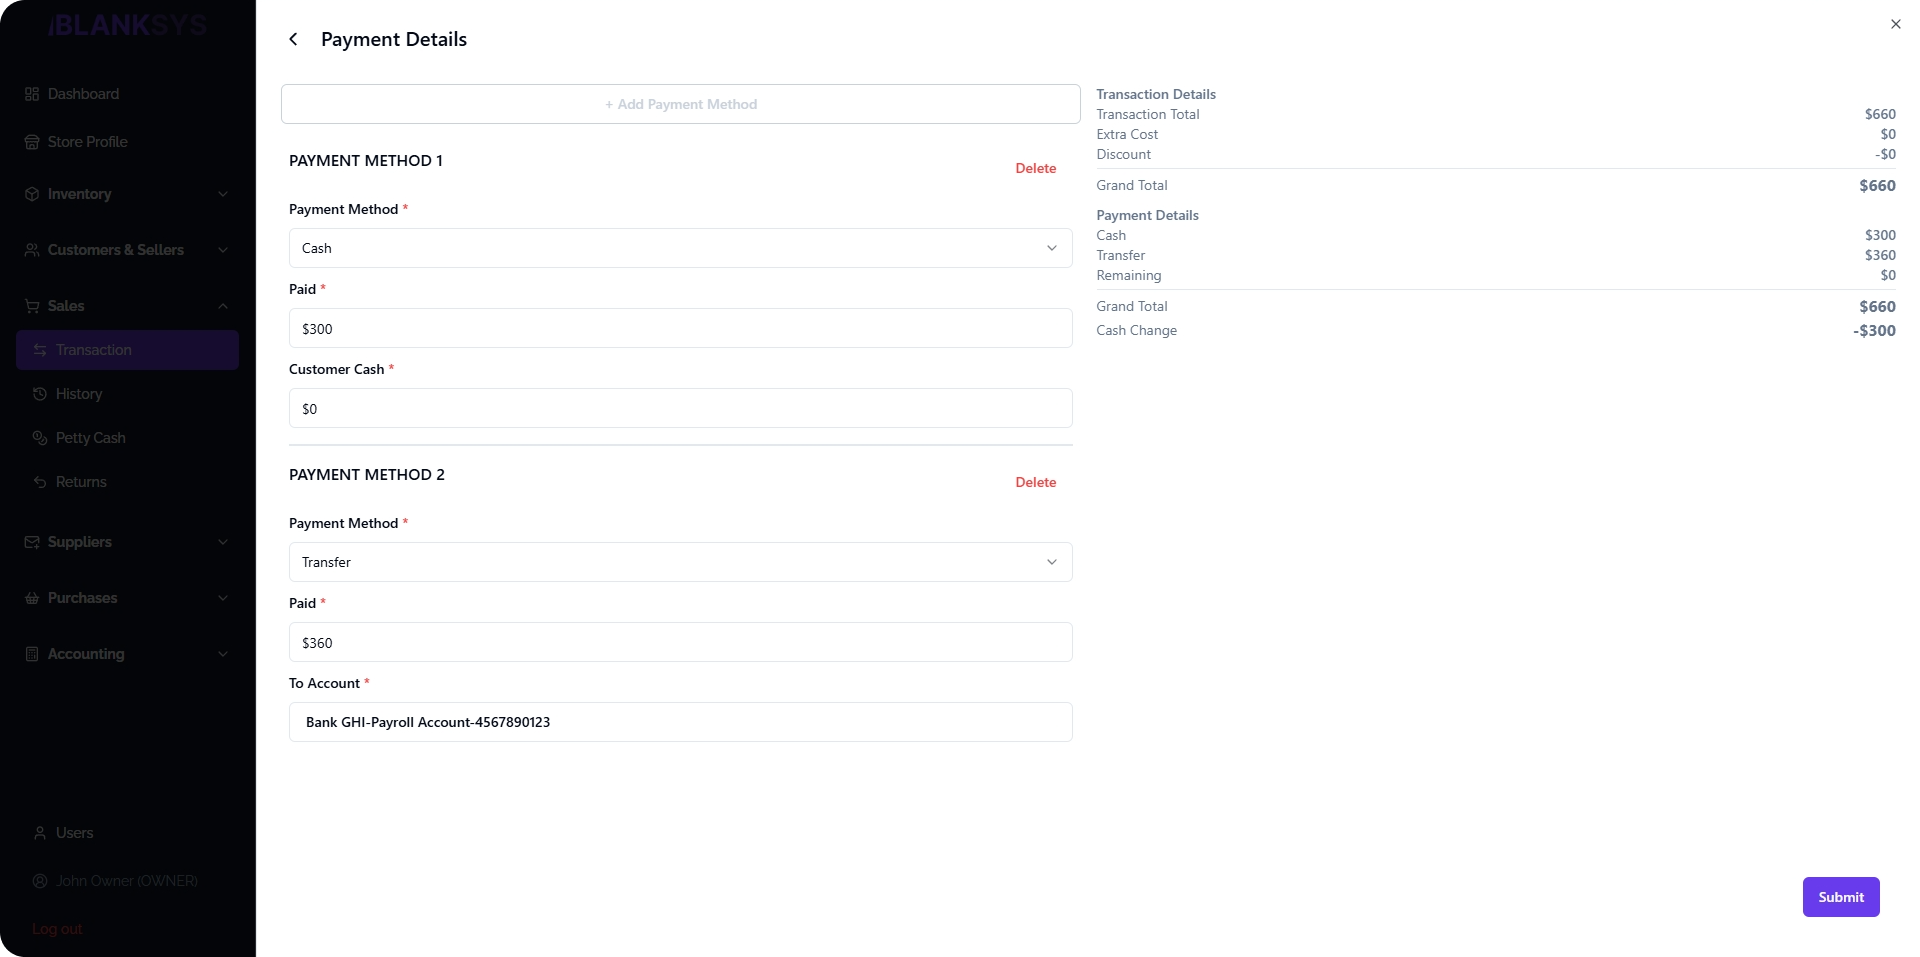 /BLANKSYS
Dashboard
Store Profile
Inventory
Customers & Sellers
Sales
Transaction
History
Petty Cash
Returns
Suppliers
Purchases
Accounting
Users
John Owner (OWNER)
Log out
Payment Details
+ Add Payment Method
PAYMENT METHOD 1
Delete
Payment Method *
Cash
Paid *
$300
Customer Cash *
$0
PAYMENT METHOD 2
Delete
Payment Method *
Transfer
Paid *
$360
To Account *
Bank GHI-Payroll Account-4567890123
Transaction Details
Transaction Total $660
Extra Cost $0
Discount -$0
Grand Total $660
Payment Details
Cash $300
Transfer $360
Remaining $0
Grand Total $660
Cash Change -$300
Submit